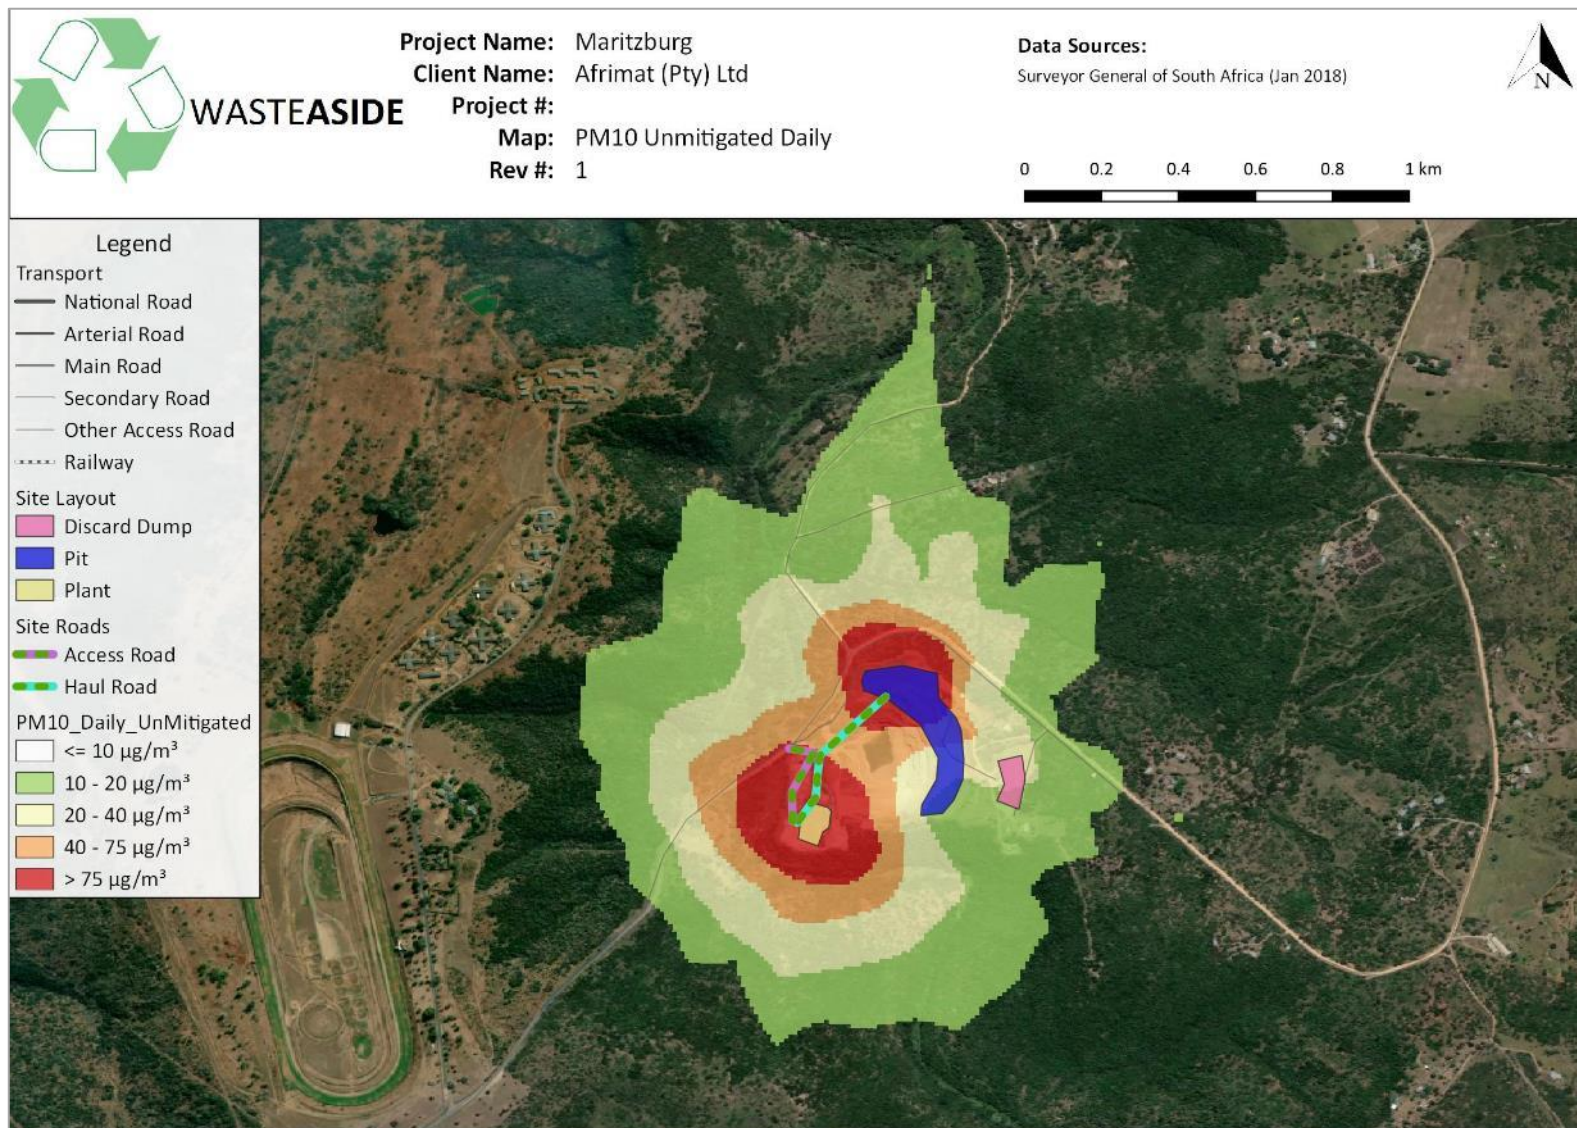 WASTEASIDE
Project Name: Maritzburg
Client Name: Afrimat (Pty) Ltd
Project #:
Map: PM10 Unmitigated Daily
Rev #: 1
Data Sources:
Surveyor General of South Africa (Jan 2018)
N
0 0.2 0.4 0.6 0.8 1 km
Legend
Transport
National Road
Arterial Road
Main Road
Secondary Road
Other Access Road
Railway
Site Layout
Discard Dump
Pit
Plant
Site Roads
Access Road
Haul Road
PM10_Daily_UnMitigated
<= 10 µg/m³
10 - 20 µg/m³
20 - 40 µg/m³
40 - 75 µg/m³
> 75 µg/m³